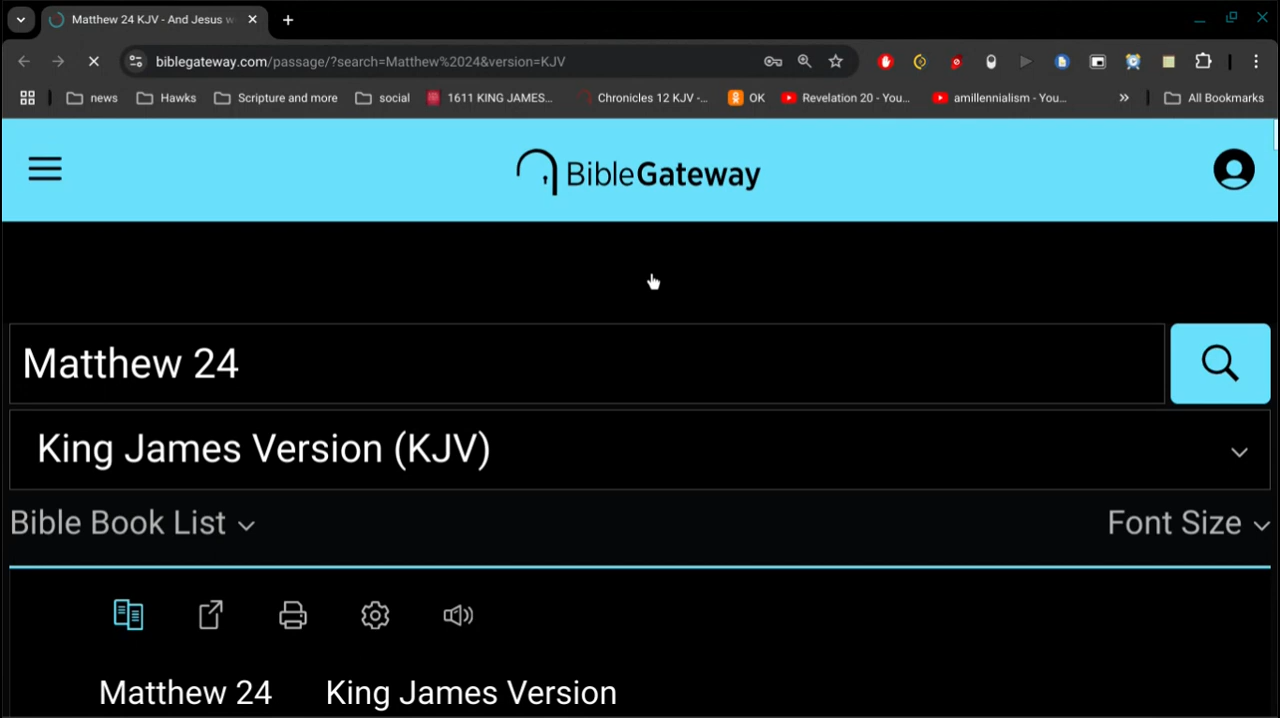 Matthew 24 KJV - And Jesus w
biblegateway.com/passage/?search=Matthew%2024&version=KJV
news Hawks Scripture and more social 1611 KING JAMES... Chronicles 12 KJV -... OK Revelation 20 - You... amillennialism - You... » All Bookmarks
BibleGateway
Matthew 24
King James Version (KJV)
Bible Book List Font Size
Matthew 24 King James Version